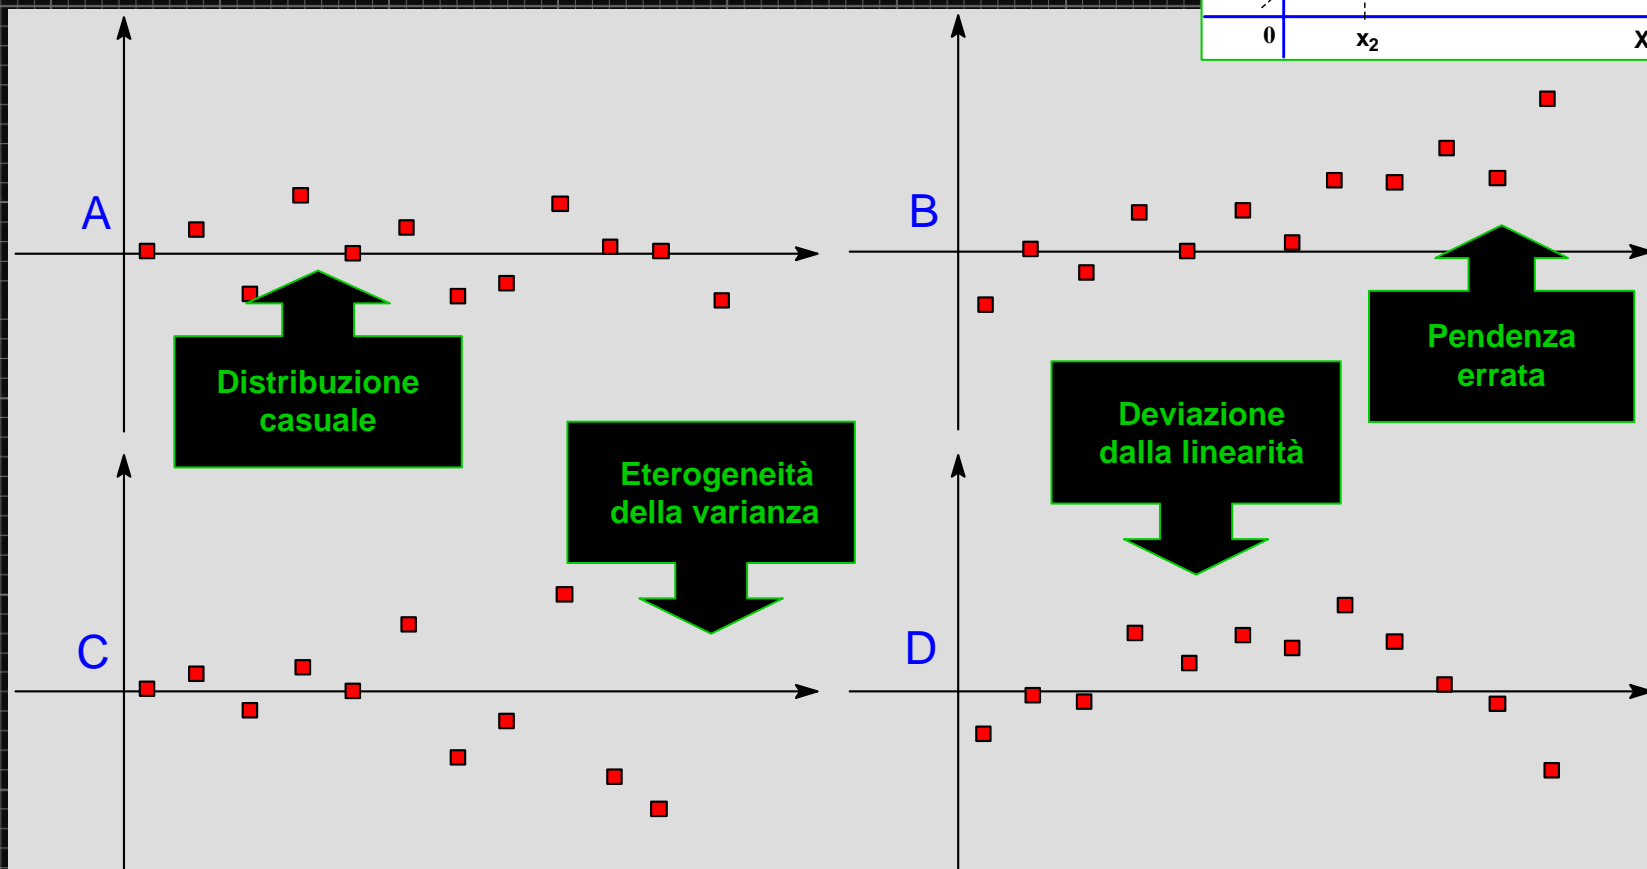 0
x2
X
A
B
Distribuzione
casuale
Pendenza
errata
Eterogeneità
della varianza
Deviazione
dalla linearità
C
D